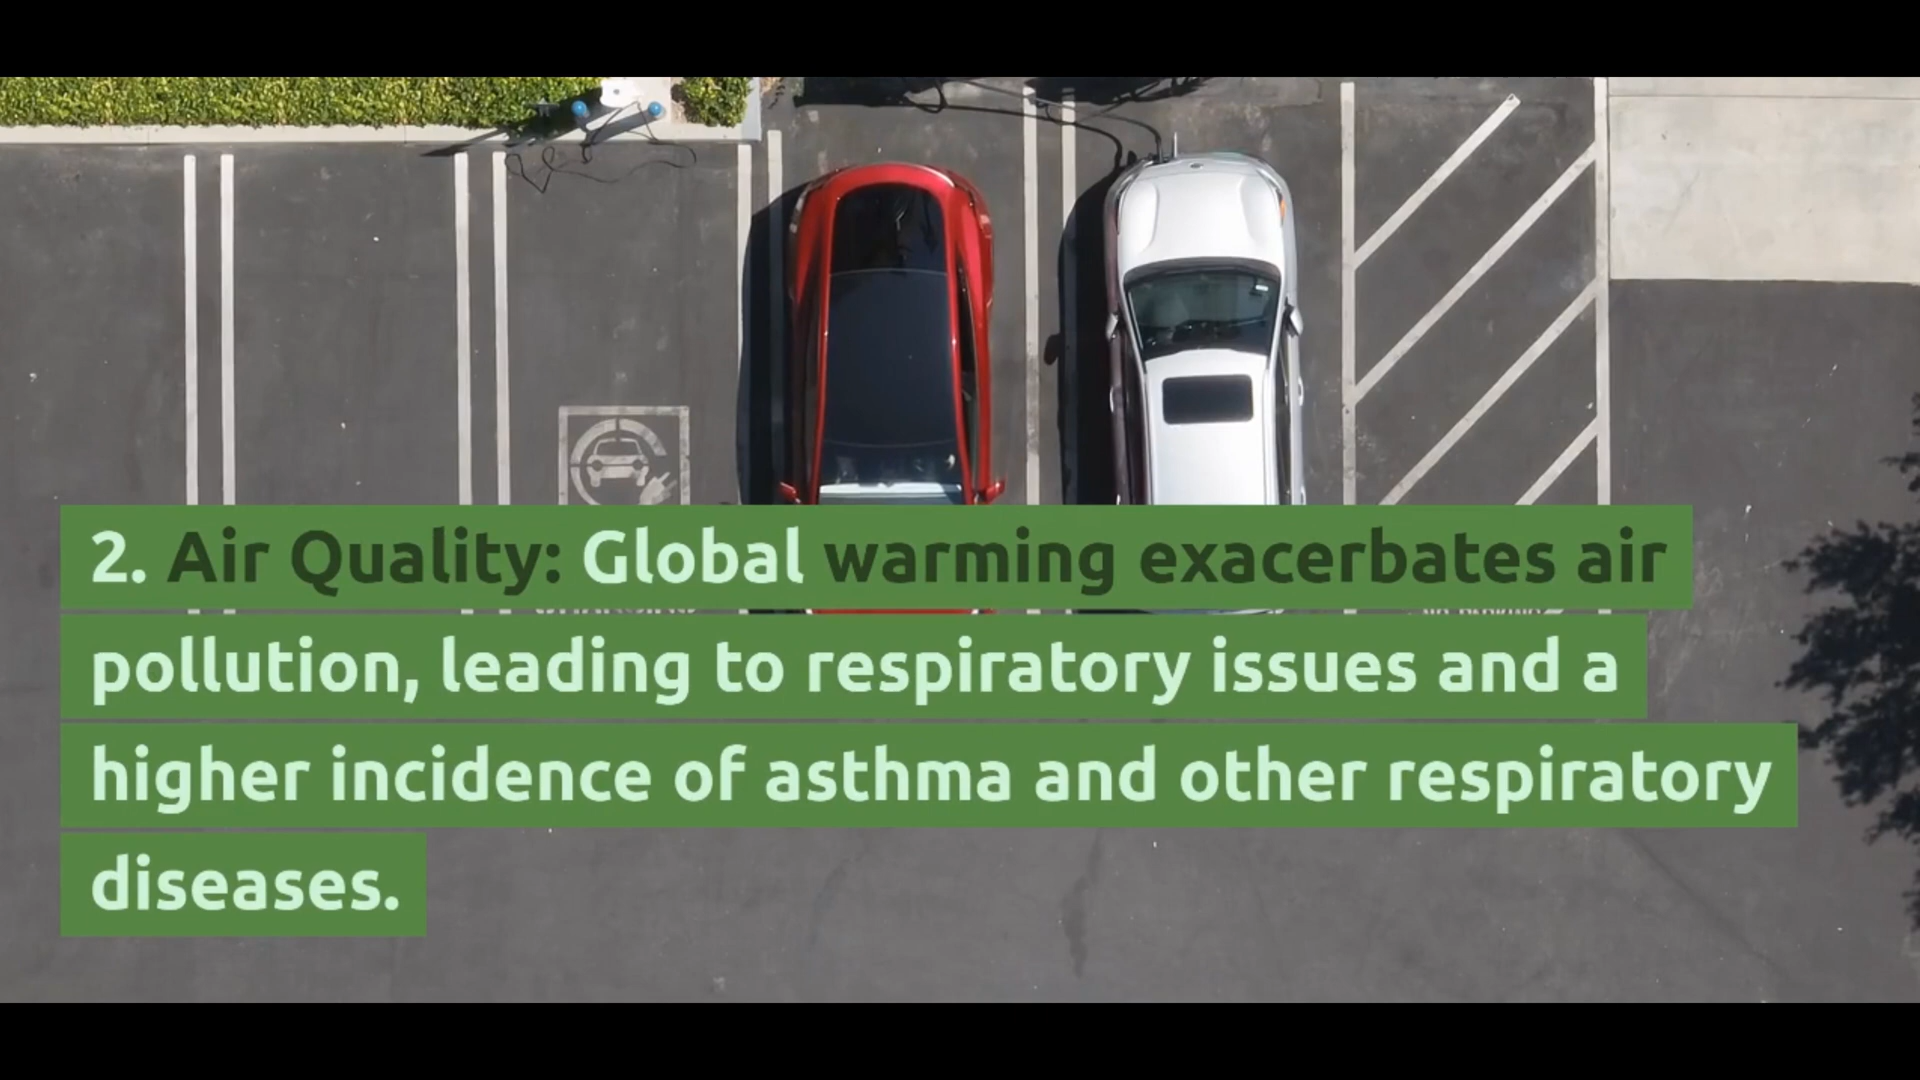 2. Air Quality: Global warming exacerbates air
pollution, leading to respiratory issues and a
higher incidence of asthma and other respiratory
diseases.